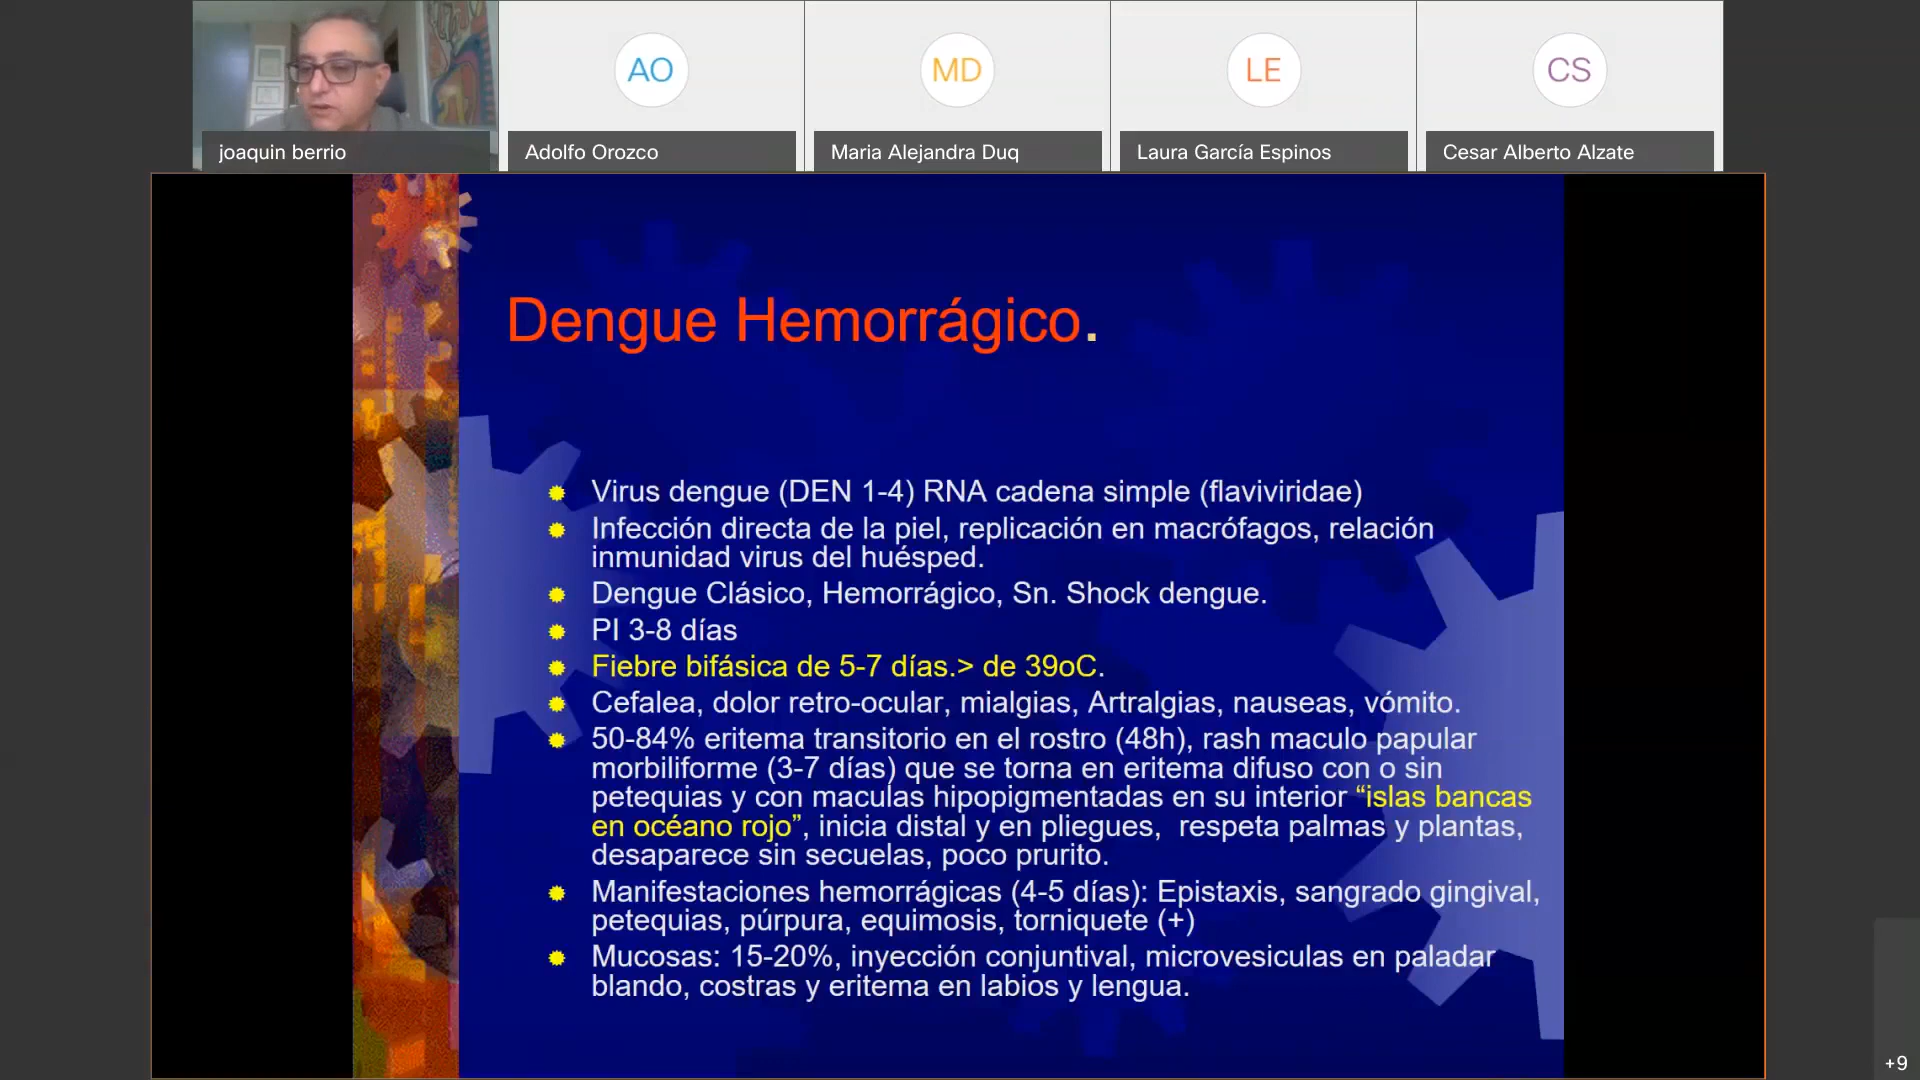 AO
MD
LE
CS
joaquin berrio
Adolfo Orozco
Maria Alejandra Duq
Laura García Espinos
Cesar Alberto Alzate
Dengue Hemorrágico.
Virus dengue (DEN 1-4) RNA cadena simple (flaviviridae)
Infección directa de la piel, replicación en macrófagos, relación
inmunidad virus del huésped.
Dengue Clásico, Hemorrágico, Sn. Shock dengue.
PI 3-8 días
Fiebre bifásica de 5-7 días.> de 39oC.
Cefalea, dolor retro-ocular, mialgias, Artralgias, nauseas, vómito.
50-84% eritema transitorio en el rostro (48h), rash maculo papular
morbiliforme (3-7 días) que se torna en eritema difuso con o sin
petequias y con maculas hipopigmentadas en su interior “islas bancas
en océano rojo”, inicia distal y en pliegues, respeta palmas y plantas,
desaparece sin secuelas, poco prurito.
Manifestaciones hemorrágicas (4-5 días): Epistaxis, sangrado gingival,
petequias, púrpura, equimosis, torniquete (+)
Mucosas: 15-20%, inyección conjuntival, microvesiculas en paladar
blando, costras y eritema en labios y lengua.
+9